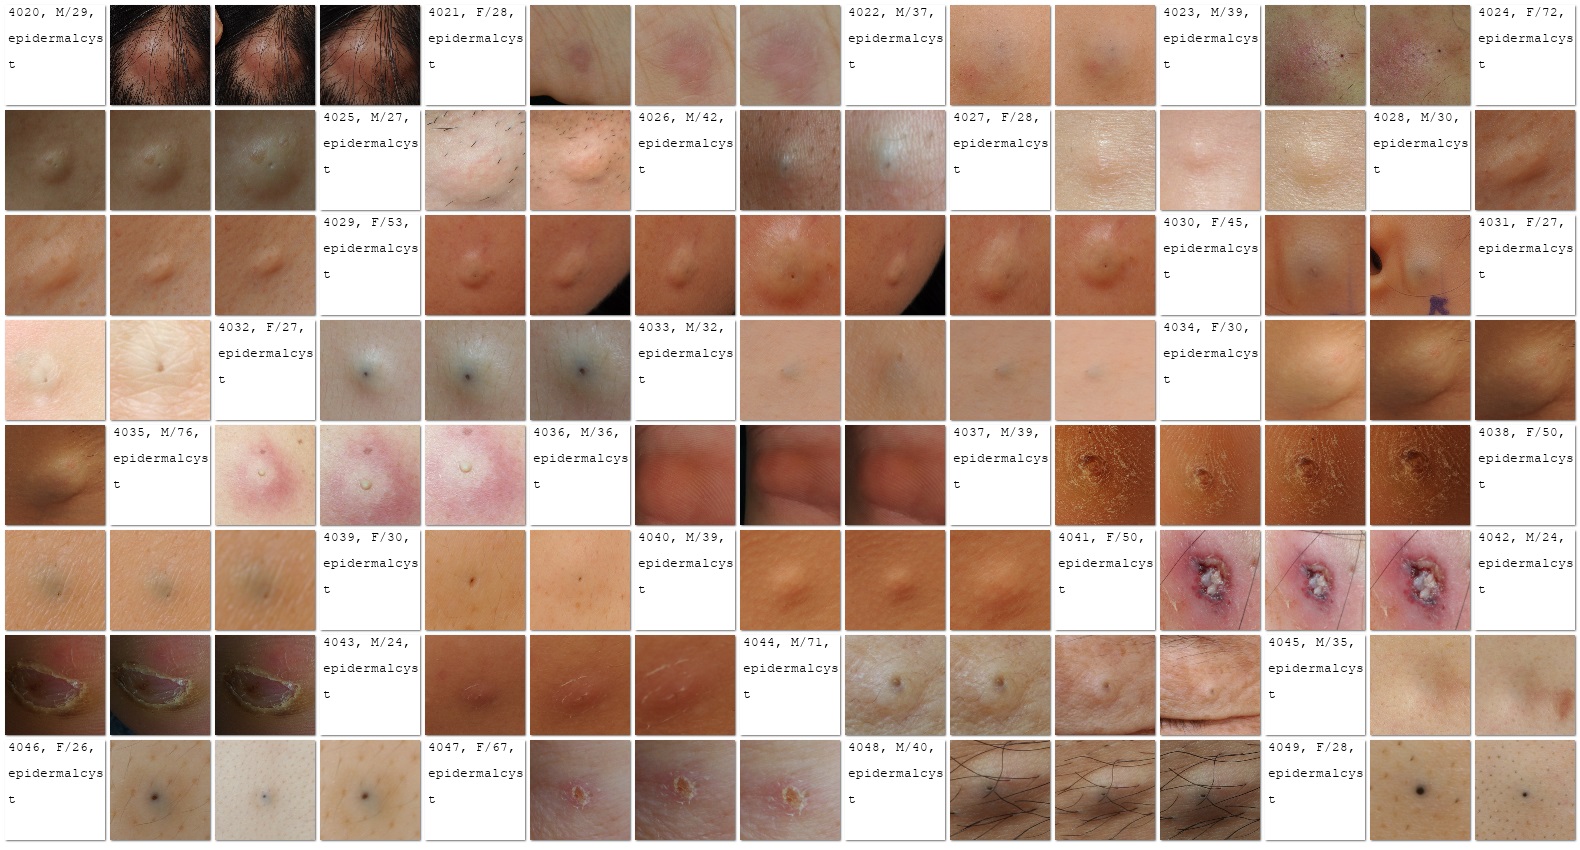 4020, M/29,
epidermalcys
t
4021, F/28,
epidermalcys
t
4022, M/37,
epidermalcys
t
4023, M/39,
epidermalcys
t
4024, F/72,
epidermalcys
t
4025, M/27,
epidermalcys
t
4026, M/42,
epidermalcys
t
4027, F/28,
epidermalcys
t
4028, M/30,
epidermalcys
t
4029, F/53,
epidermalcys
t
4030, F/45,
epidermalcys
t
4031, F/27,
epidermalcys
t
4032, F/27,
epidermalcys
t
4033, M/32,
epidermalcys
t
4034, F/30,
epidermalcys
t
4035, M/76,
epidermalcys
t
4036, M/36,
epidermalcys
t
4037, M/39,
epidermalcys
t
4038, F/50,
epidermalcys
t
4039, F/30,
epidermalcys
t
4040, M/39,
epidermalcys
t
4041, F/50,
epidermalcys
t
4042, M/24,
epidermalcys
t
4043, M/24,
epidermalcys
t
4044, M/71,
epidermalcys
t
4045, M/35,
epidermalcys
t
4046, F/26,
epidermalcys
t
4047, F/67,
epidermalcys
t
4048, M/40,
epidermalcys
t
4049, F/28,
epidermalcys
t